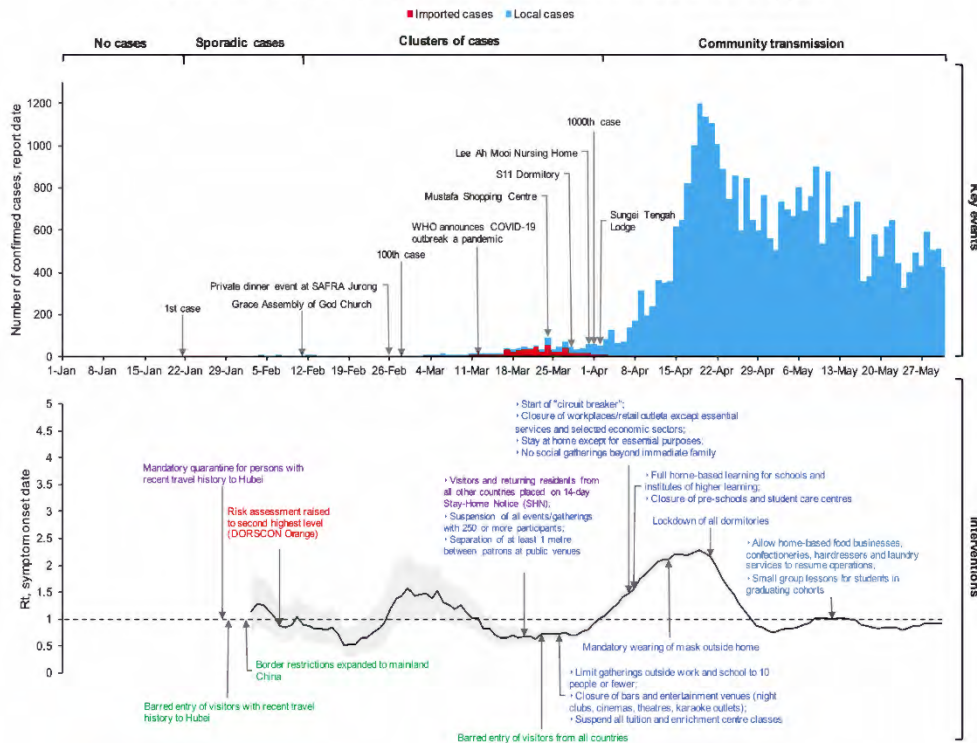 Imported cases
Local cases
No cases
Sporadic cases
Clusters of cases
Community transmission
Number of confirmed cases, report date
1200
1000
800
600
400
200
0
1000th case
Lee Ah Mooi Nursing Home
S11 Dormitory
Mustafa Shopping Centre
Sungei Tengah
Lodge
WHO announces COVID-19
outbreak a pandemic
100th case
Private dinner event at SAFRA Jurong
Grace Assembly of God Church
1st case
Key events
1-Jan
8-Jan
15-Jan
22-Jan
29-Jan
5-Feb
12-Feb
19-Feb
26-Feb
4-Mar
11-Mar
18-Mar
25-Mar
1-Apr
8-Apr
15-Apr
22-Apr
29-Apr
6-May
13-May
20-May
27-May
Rt, symptom onset date
5
4.5
4
3.5
3
2.5
2
1.5
1
0.5
0
• Start of "circuit breaker";
• Closure of workplaces/retail outlets except essential
services and selected economic sectors;
• Stay at home except for essential purposes;
• No social gatherings beyond immediate family
Mandatory quarantine for persons with
recent travel history to Hubei
Risk assessment raised
to second highest level
(DORSCON Orange)
• Visitors and returning residents from
all other countries placed on 14-day
Stay-Home Notice (SHN);
• Suspension of all events/gatherings
with 250 or more participants;
• Separation of at least 1 metre
between patrons at public venues
• Full home-based learning for schools and
institutes of higher learning;
• Closure of pre-schools and student care centres
Lockdown of all dormitories
• Allow home-based food businesses,
confectioneries, hairdressers and laundry
services to resume operations,
• Small group lessons for students in
graduating cohorts
Interventions
Mandatory wearing of mask outside home
Border restrictions expanded to mainland
China
Barred entry of visitors with recent travel
history to Hubei
• Limit gatherings outside work and school to 10
people or fewer;
• Closure of bars and entertainment venues (night
clubs, cinemas, theatres, karaoke outlets);
• Suspend all tuition and enrichment centre classes
Barred entry of visitors from all countries